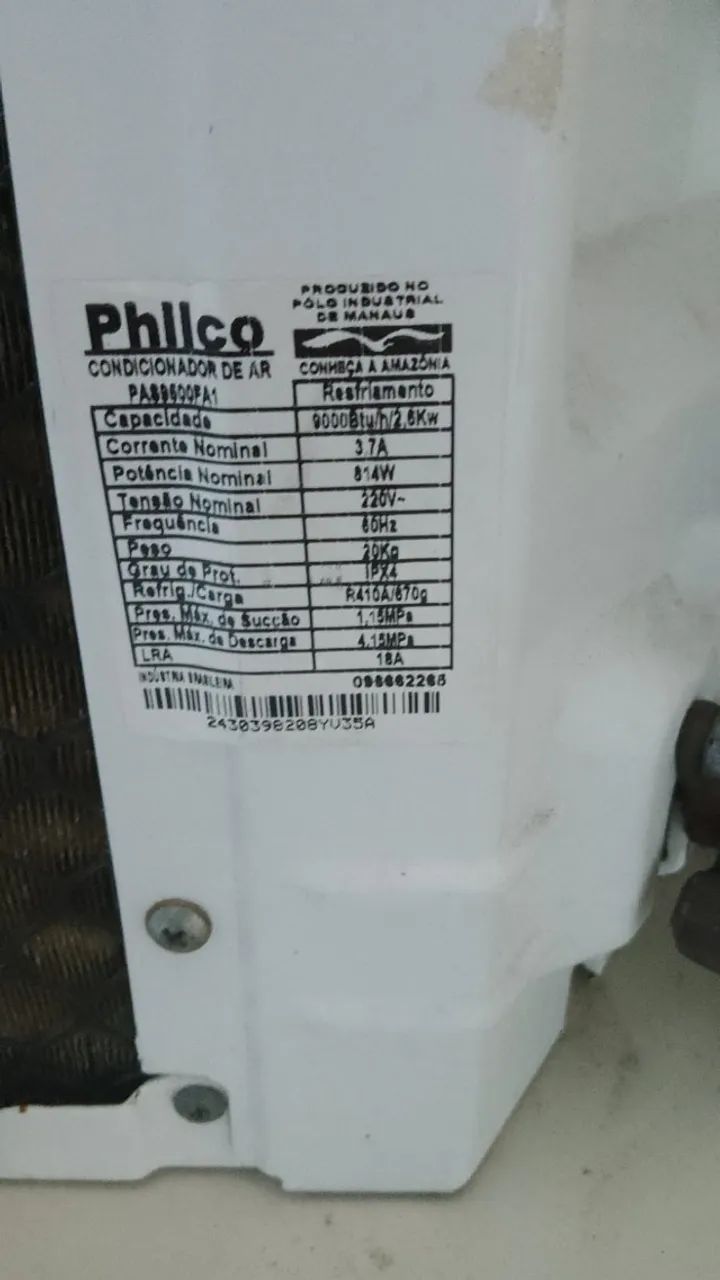 Philco
CONDICIONADOR DE AR
PRODUZIDO NO
PÓLO INDUSTRIAL
DE MANAUS
CONHEÇA A AMAZÔNIA
PAS9600FA1 Resfriamento
Capacidade 9000Btu/h/2,6Kw
Corrente Nominal 3,7A
Potência Nominal 814W
Tensão Nominal 220V~
Frequência 60Hz
Peso 20Kg
Grau de Prot. IPX4
Refrig./Carga R410A/670g
Pres. Máx. de Sucção 1,15MPa
Pres. Máx. de Descarga 4,15MPa
LRA 18A
INDÚSTRIA BRASILEIRA 096662268
2430398208YU35A